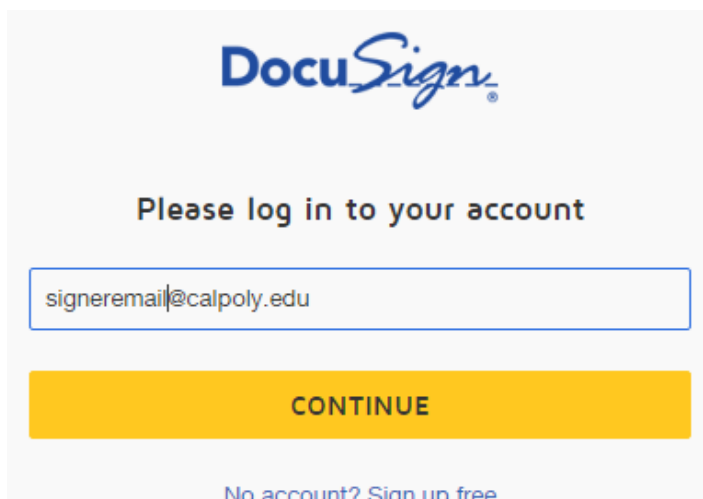 DocuSign®
Please log in to your account
signeremail@calpoly.edu
CONTINUE
No account? Sign up free